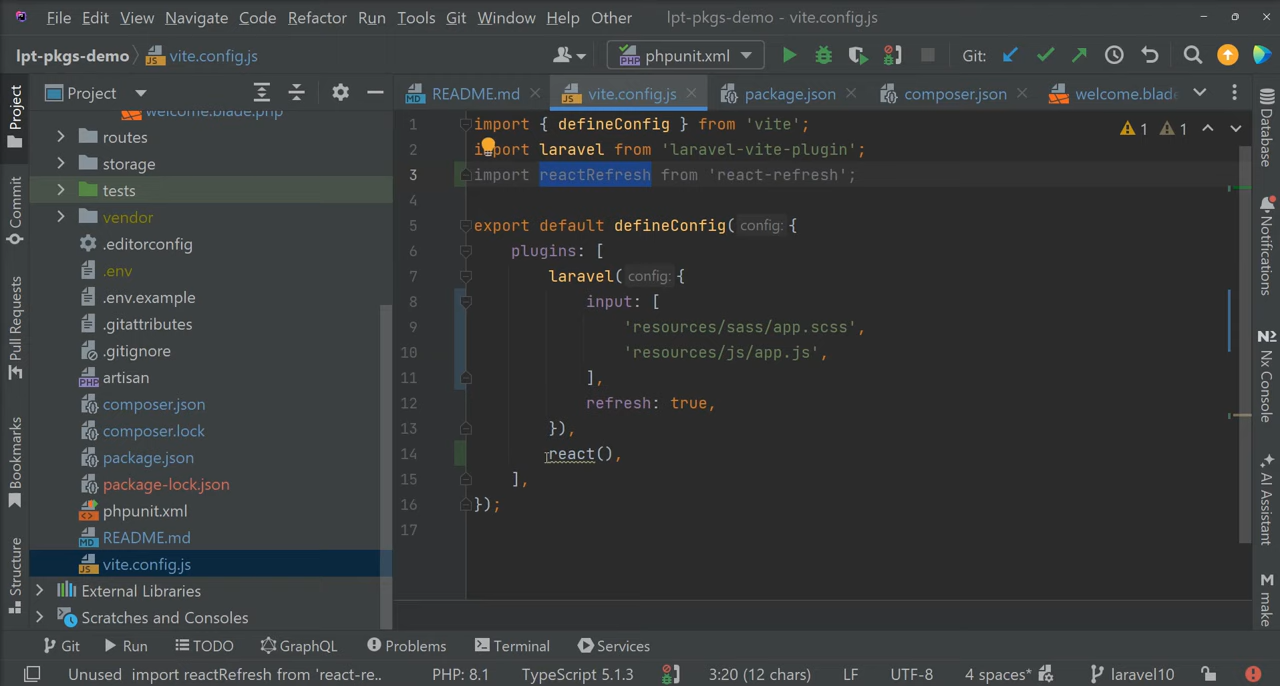 File Edit View Navigate Code Refactor Run Tools Git Window Help Other lpt-pkgs-demo - vite.config.js
lpt-pkgs-demo vite.config.js phpunit.xml Git:
Project README.md vite.config.js package.json composer.json welcome.blade
welcome.blade.php
routes
storage
tests
vendor
.editorconfig
.env
.env.example
.gitattributes
.gitignore
artisan
composer.json
composer.lock
package.json
package-lock.json
phpunit.xml
README.md
vite.config.js
External Libraries
Scratches and Consoles
Project
Commit
Pull Requests
Bookmarks
Structure
1 import { defineConfig } from 'vite';
2 import laravel from 'laravel-vite-plugin';
3 import reactRefresh from 'react-refresh';
4
5 export default defineConfig( config: {
6 plugins: [
7 laravel( config: {
8 input: [
9 'resources/sass/app.scss',
10 'resources/js/app.js',
11 ],
12 refresh: true,
13 }),
14 react(),
15 ],
16 });
17
1 1
Database
Notifications
Nx Console
AI Assistant
make
Git Run TODO GraphQL Problems Terminal Services
Unused import reactRefresh from 'react-re.. PHP: 8.1 TypeScript 5.1.3 3:20 (12 chars) LF UTF-8 4 spaces* laravel10